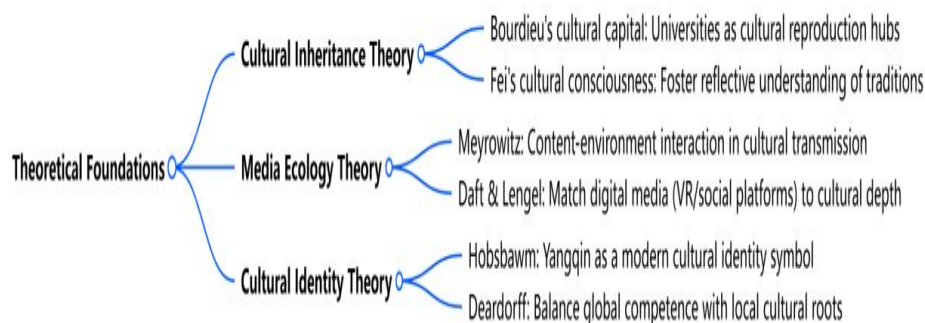 Theoretical Foundations
Cultural Inheritance Theory
Bourdieu's cultural capital: Universities as cultural reproduction hubs
Fei's cultural consciousness: Foster reflective understanding of traditions
Media Ecology Theory
Meyrowitz: Content-environment interaction in cultural transmission
Daft & Lengel: Match digital media (VR/social platforms) to cultural depth
Cultural Identity Theory
Hobsbawm: Yangqin as a modern cultural identity symbol
Deardorff: Balance global competence with local cultural roots